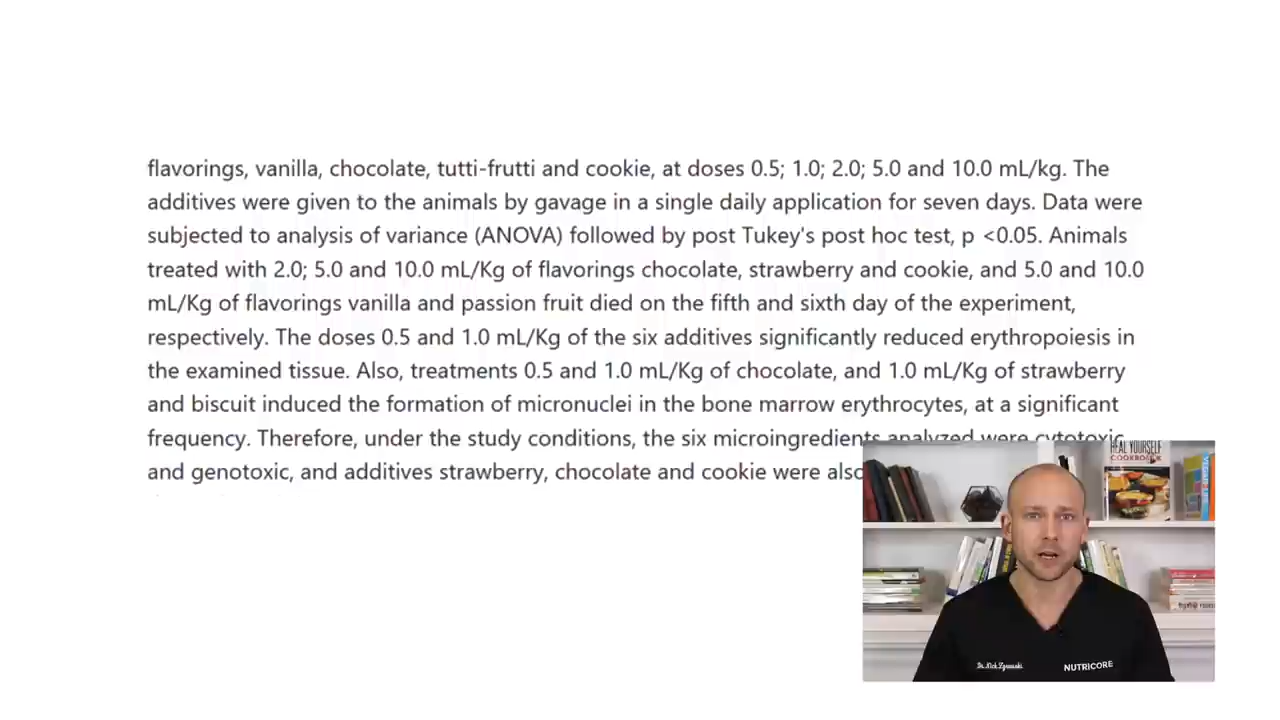 flavorings, vanilla, chocolate, tutti-frutti and cookie, at doses 0.5; 1.0; 2.0; 5.0 and 10.0 mL/kg. The
additives were given to the animals by gavage in a single daily application for seven days. Data were
subjected to analysis of variance (ANOVA) followed by post Tukey's post hoc test, p <0.05. Animals
treated with 2.0; 5.0 and 10.0 mL/Kg of flavorings chocolate, strawberry and cookie, and 5.0 and 10.0
mL/Kg of flavorings vanilla and passion fruit died on the fifth and sixth day of the experiment,
respectively. The doses 0.5 and 1.0 mL/Kg of the six additives significantly reduced erythropoiesis in
the examined tissue. Also, treatments 0.5 and 1.0 mL/Kg of chocolate, and 1.0 mL/Kg of strawberry
and biscuit induced the formation of micronuclei in the bone marrow erythrocytes, at a significant
frequency. Therefore, under the study conditions, the six microingredients analyzed were cytotoxic
and genotoxic, and additives strawberry, chocolate and cookie were also
HEAL YOURSELF
COOKBOOK
NUTRICORE